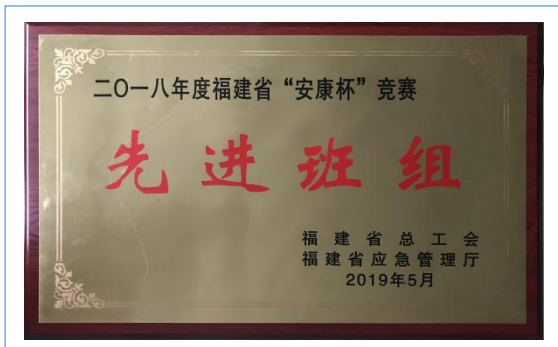 二〇一八年度福建省“安康杯”竞赛
先进班组
福建省总工会
福建省应急管理厅
2019年5月